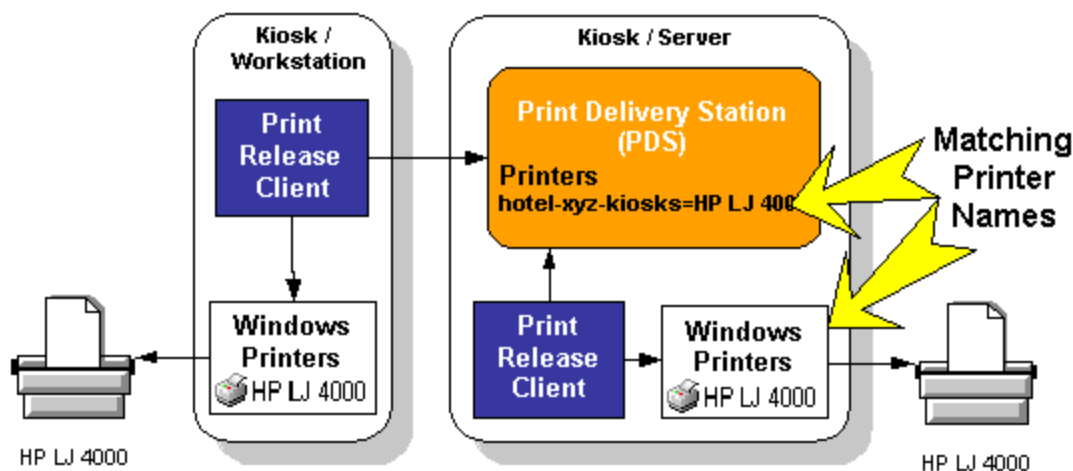 Kiosk /
Workstation
Print
Release
Client
Windows
Printers
HP LJ 4000
HP LJ 4000
Kiosk / Server
Print Delivery Station
(PDS)
Printers
hotel-xyz-kiosks=HP LJ 400
Print
Release
Client
Windows
Printers
HP LJ 4000
Matching
Printer
Names
HP LJ 4000